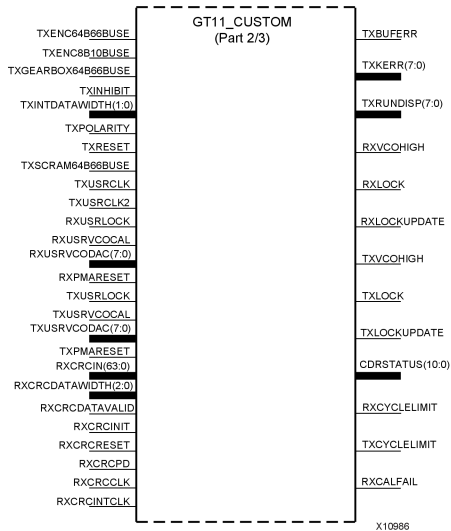 GT11_CUSTOM
(Part 2/3)
TXENC64B66BUSE
TXENC8B10BUSE
TXGEARBOX64B66BUSE
TXINHIBIT
TXINTDATAWIDTH(1:0)
TXPOLARITY
TXRESET
TXSCRAM64B66BUSE
TXUSRCLK
TXUSRCLK2
RXUSRLOCK
RXUSRVCOCAL
RXUSRVCODAC(7:0)
RXPMARESET
TXUSRLOCK
TXUSRVCOCAL
TXUSRVCODAC(7:0)
TXPMARESET
RXCRCIN(63:0)
RXCRCDATAWIDTH(2:0)
RXCRCDATAVALID
RXCRCINIT
RXCRCRESET
RXCRCPD
RXCRCCLK
RXCRCINTCLK
TXBUFERR
TXKERR(7:0)
TXRUNDISP(7:0)
RXVCOHIGH
RXLOCK
RXLOCKUPDATE
TXVCOHIGH
TXLOCK
TXLOCKUPDATE
CDRSTATUS(10:0)
RXCYCLELIMIT
TXCYCLELIMIT
RXCALFAIL
X10986